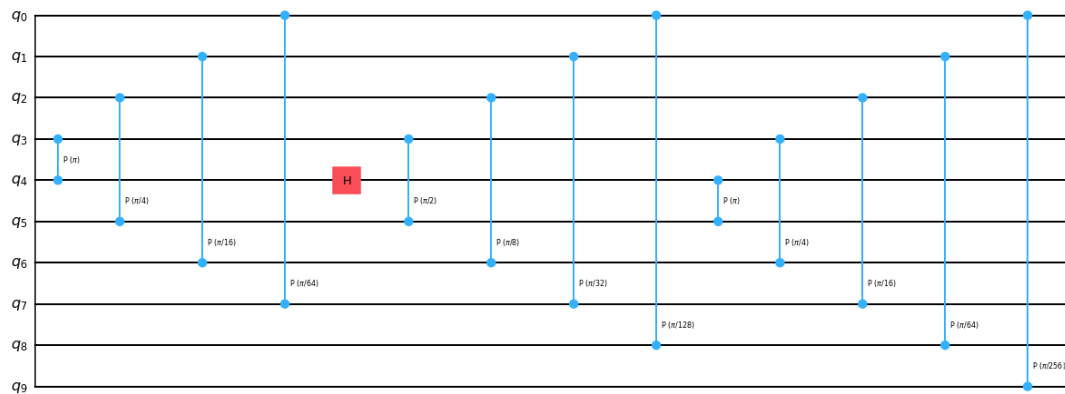 q0
q1
q2
q3
P (π)
q4
H
P (π/4)
P (π/2)
P (π)
q5
P (π/16)
P (π/8)
P (π/4)
q6
P (π/64)
P (π/32)
P (π/16)
q7
P (π/128)
P (π/64)
q8
P (π/256)
q9